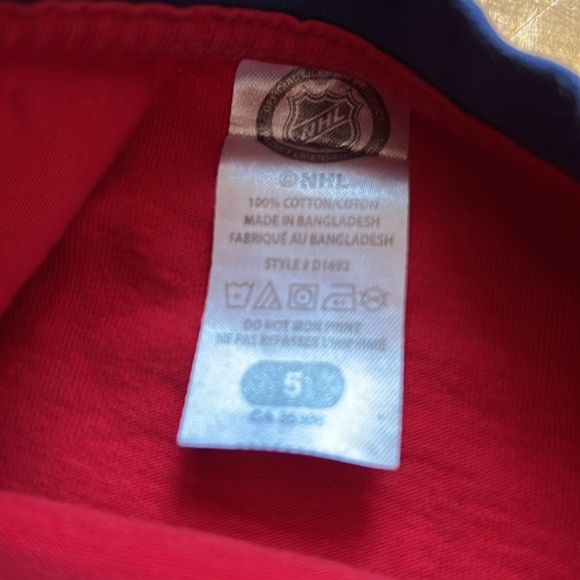 NHL
©NHL
100% COTTON/COTON
MADE IN BANGLADESH
FABRIQUÉ AU BANGLADESH
STYLE # D1692
DO NOT IRON PRINT
NE PAS REPASSER L'IMPRIMÉ
5